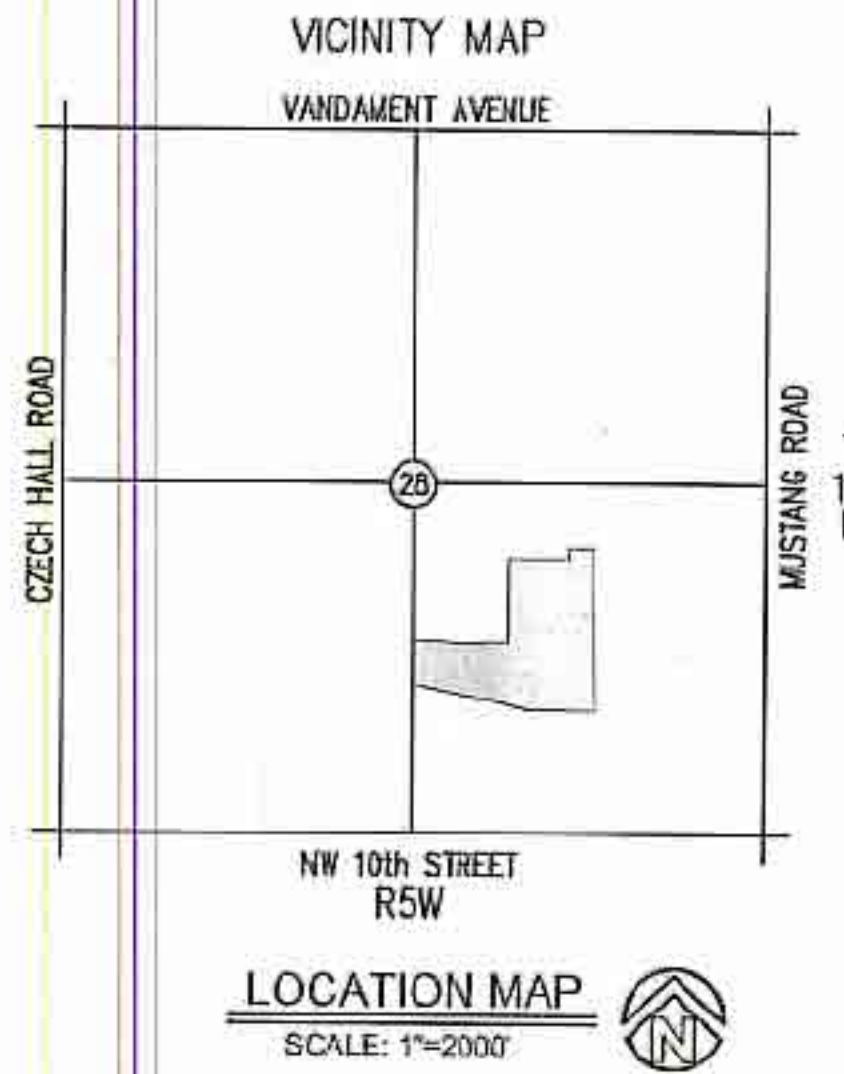 VICINITY MAP
VANDAMENT AVENUE
CZECH HALL ROAD
28
MUSTANG ROAD
NW 10th STREET
R5W
LOCATION MAP
SCALE: 1"=2000'
N